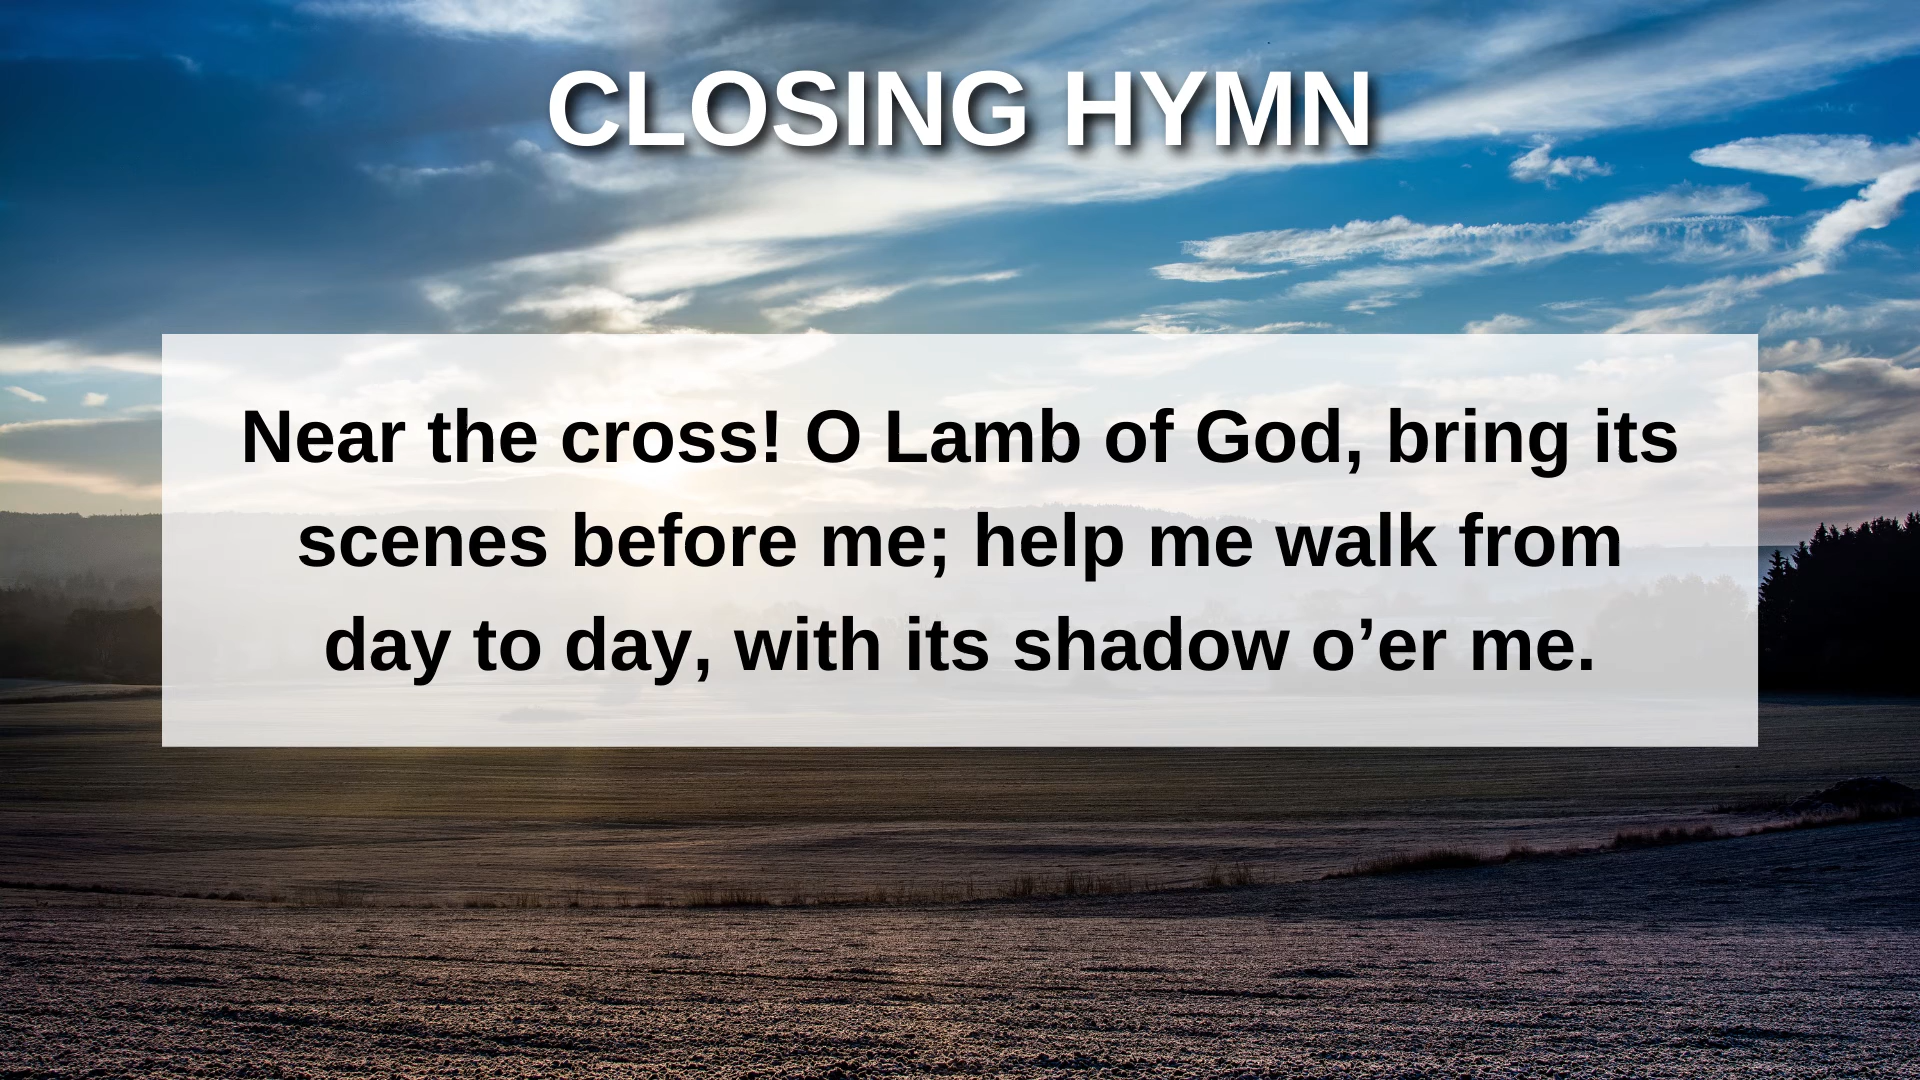 CLOSING HYMN
Near the cross! O Lamb of God, bring its
scenes before me; help me walk from
day to day, with its shadow o’er me.